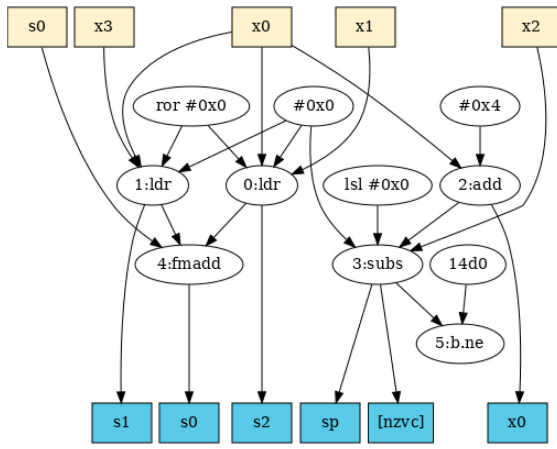 s0 x3 x0 x1 x2
ror #0x0 #0x0 #0x4
1:ldr 0:ldr lsl #0x0 2:add
4:fmadd 3:subs 14d0
5:b.ne
s1 s0 s2 sp [nzvc] x0